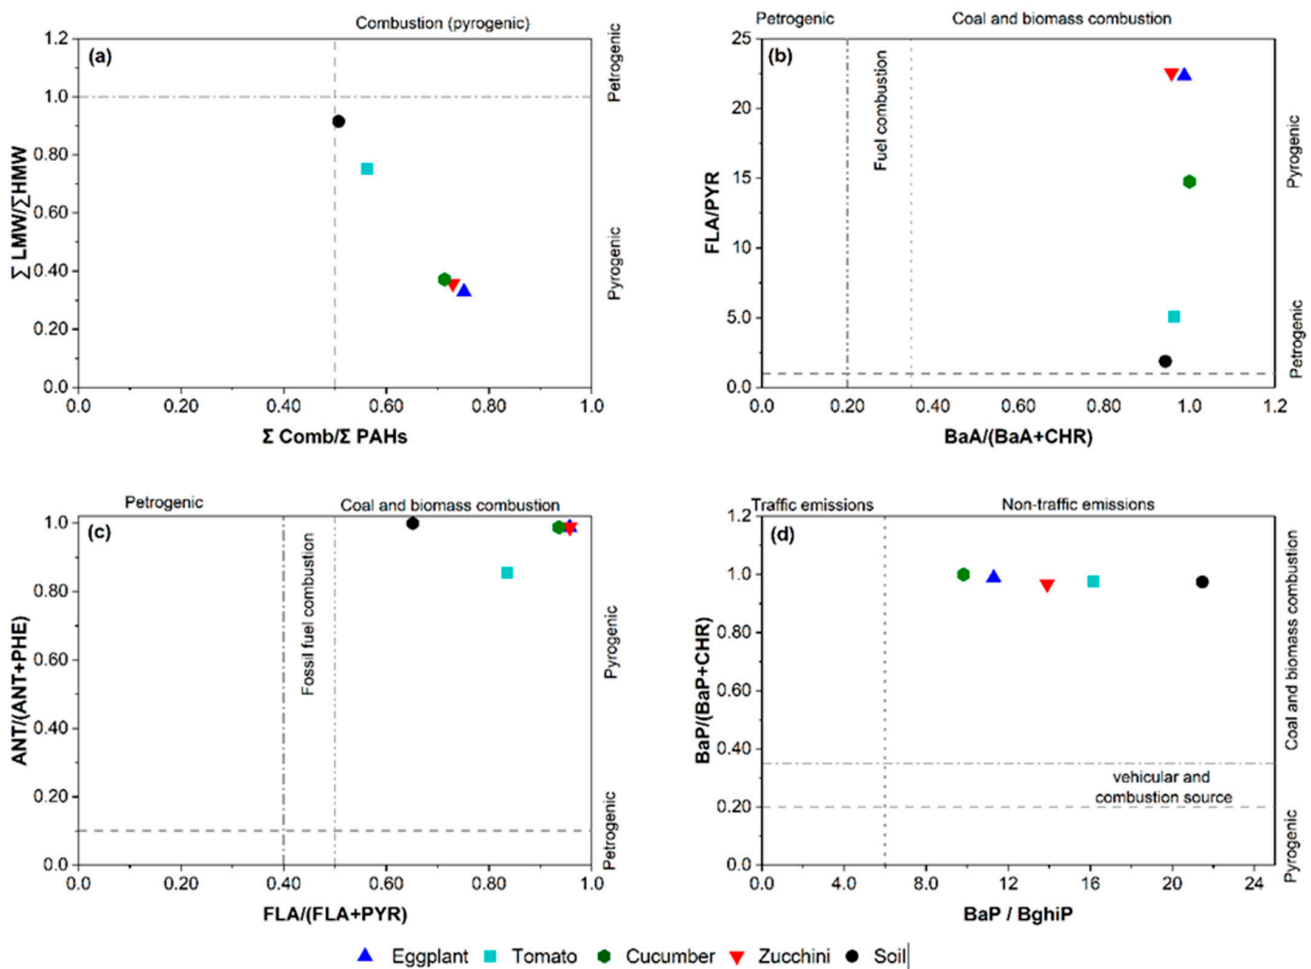 Combustion (pyrogenic)
(a)
1.2
1.0
0.80
0.60
0.40
0.20
0.0
∑ LMW/∑HMW
Petrogenic
Pyrogenic
0.0 0.20 0.40 0.60 0.80 1.0
Σ Comb/Σ PAHs
Petrogenic Coal and biomass combustion
(b)
25
20
15
10
5.0
0.0
FLA/PYR
Fuel combustion
Pyrogenic
Petrogenic
0.0 0.20 0.40 0.60 0.80 1.0 1.2
BaA/(BaA+CHR)
Petrogenic Coal and biomass combustion
(c)
1.0
0.80
0.60
0.40
0.20
0.0
ANT/(ANT+PHE)
Fossil fuel combustion
Pyrogenic
Petrogenic
0.0 0.20 0.40 0.60 0.80 1.0
FLA/(FLA+PYR)
Traffic emissions Non-traffic emissions
(d)
1.2
1.0
0.80
0.60
0.40
0.20
0.0
BaP/(BaP+CHR)
vehicular and
combustion source
Coal and biomass combustion
Pyrogenic
0.0 4.0 8.0 12 16 20 24
BaP / BghiP
Eggplant Tomato Cucumber Zucchini Soil